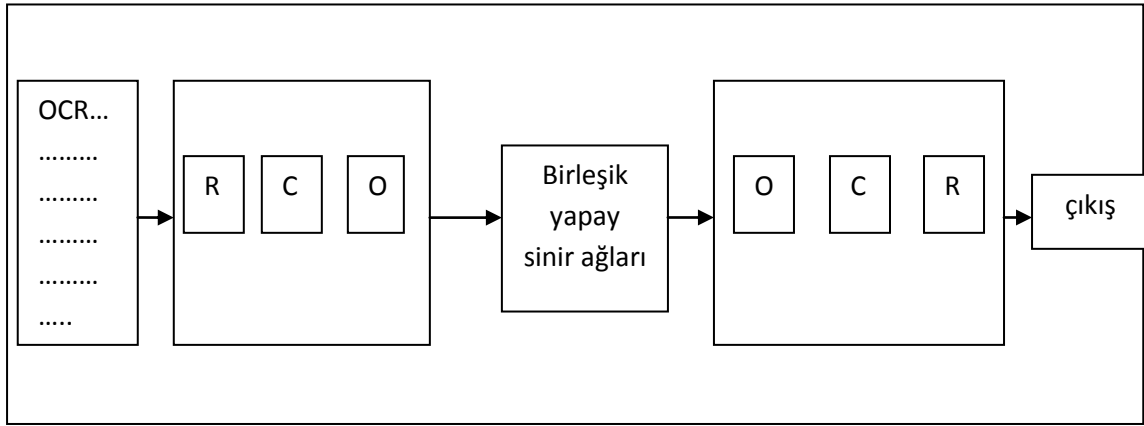 OCR...
.........
.........
.........
.........
.....
R C O
Birleşik
yapay
sinir ağları
O C R
çıkış